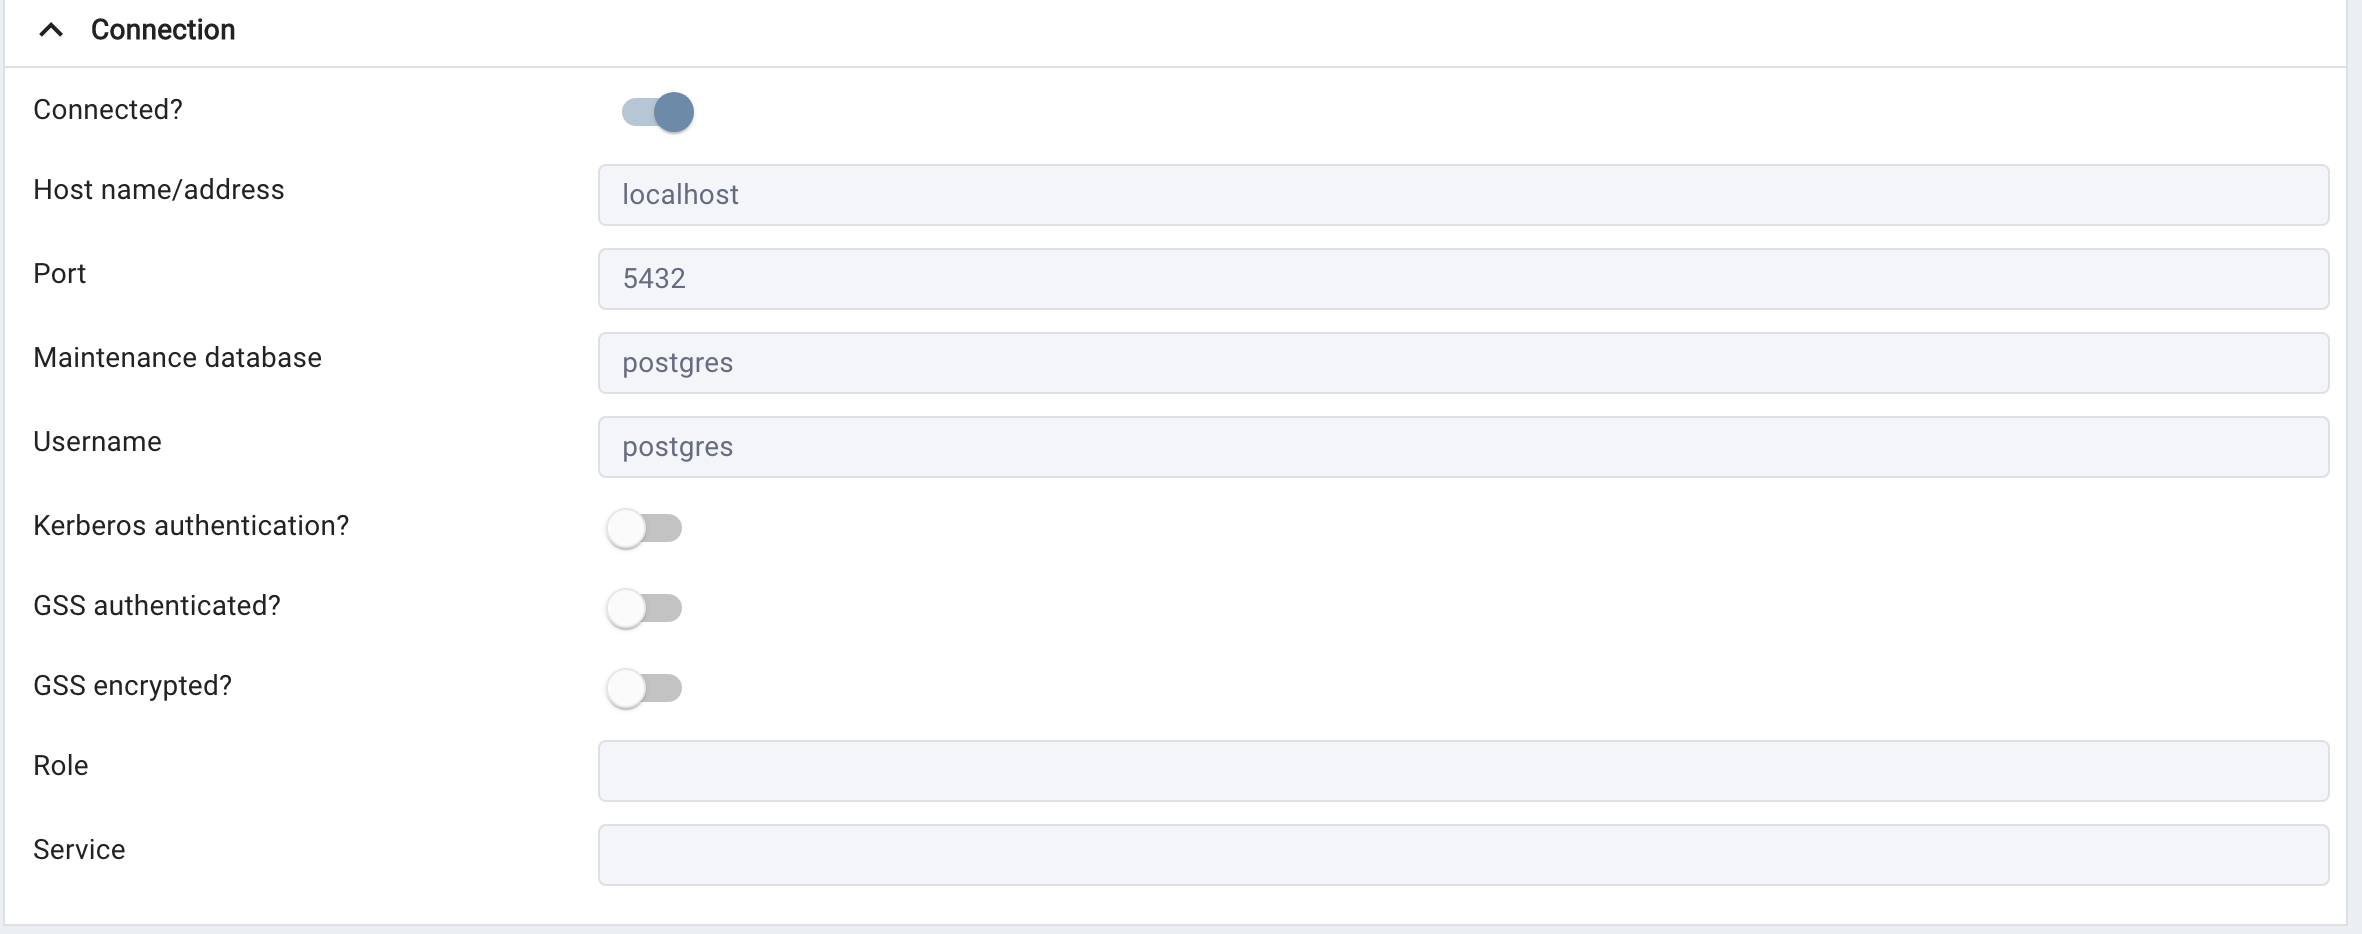 Connection
Connected?
Host name/address
localhost
Port
5432
Maintenance database
postgres
Username
postgres
Kerberos authentication?
GSS authenticated?
GSS encrypted?
Role
Service